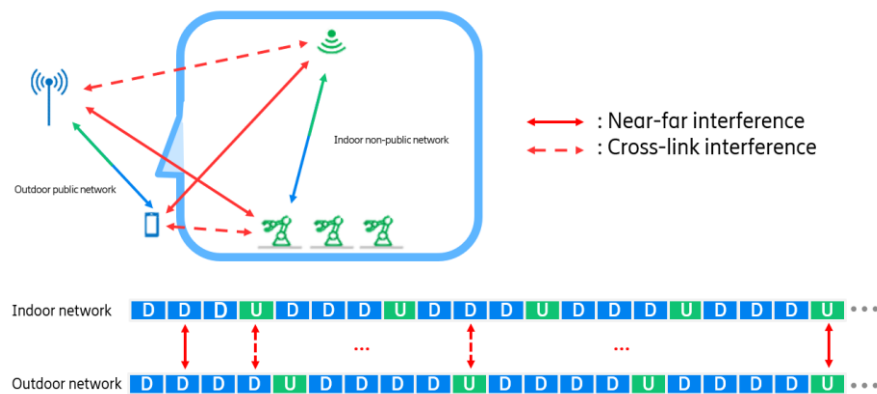 Indoor non-public network
Outdoor public network
: Near-far interference
: Cross-link interference
Indoor network D D D U D D D U D D D U D D D U D D D U •••
... ...
Outdoor network D D D D U D D D D U D D D D U D D D D U •••